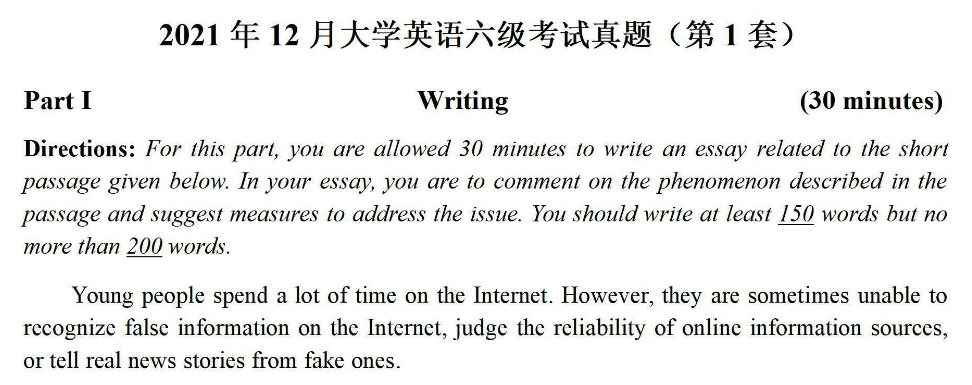 2021 年 12 月大学英语六级考试真题（第 1 套）
Part I Writing (30 minutes)
Directions: For this part, you are allowed 30 minutes to write an essay related to the short
passage given below. In your essay, you are to comment on the phenomenon described in the
passage and suggest measures to address the issue. You should write at least 150 words but no
more than 200 words.
Young people spend a lot of time on the Internet. However, they are sometimes unable to
recognize false information on the Internet, judge the reliability of online information sources,
or tell real news stories from fake ones.